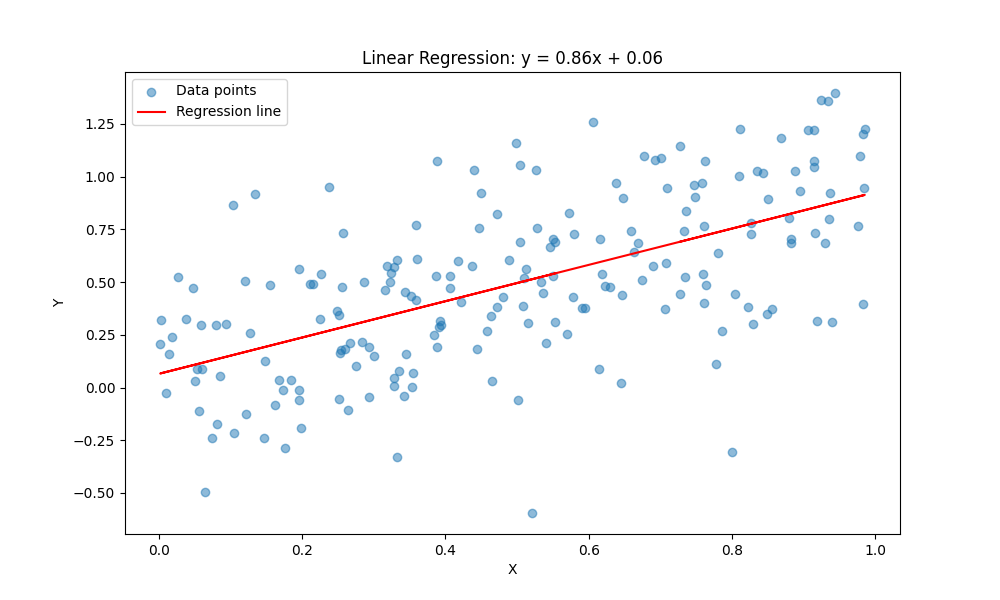 Linear Regression: y = 0.86x + 0.06
Data points
Regression line
1.25
1.00
0.75
0.50
0.25
0.00
−0.25
−0.50
Y
0.0 0.2 0.4 0.6 0.8 1.0
X